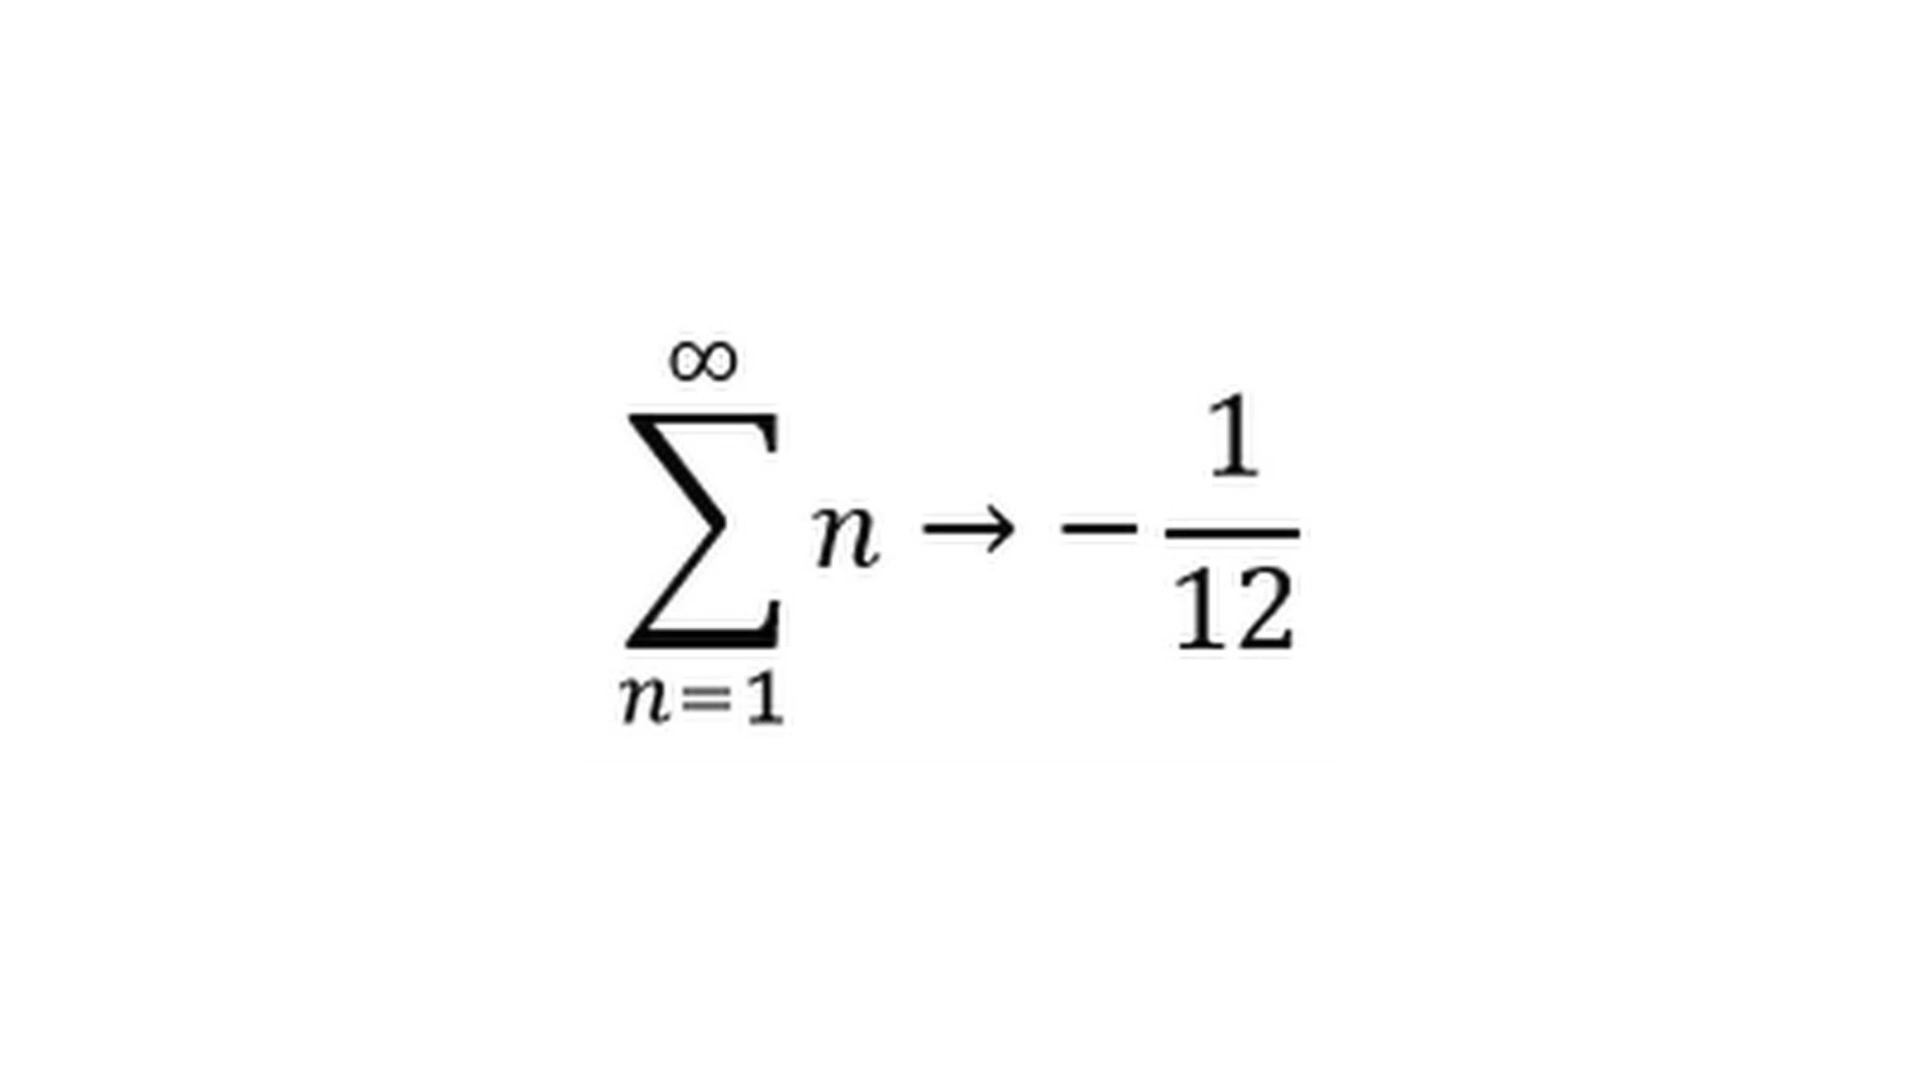 ∞
∑ n → − 1/12
n=1